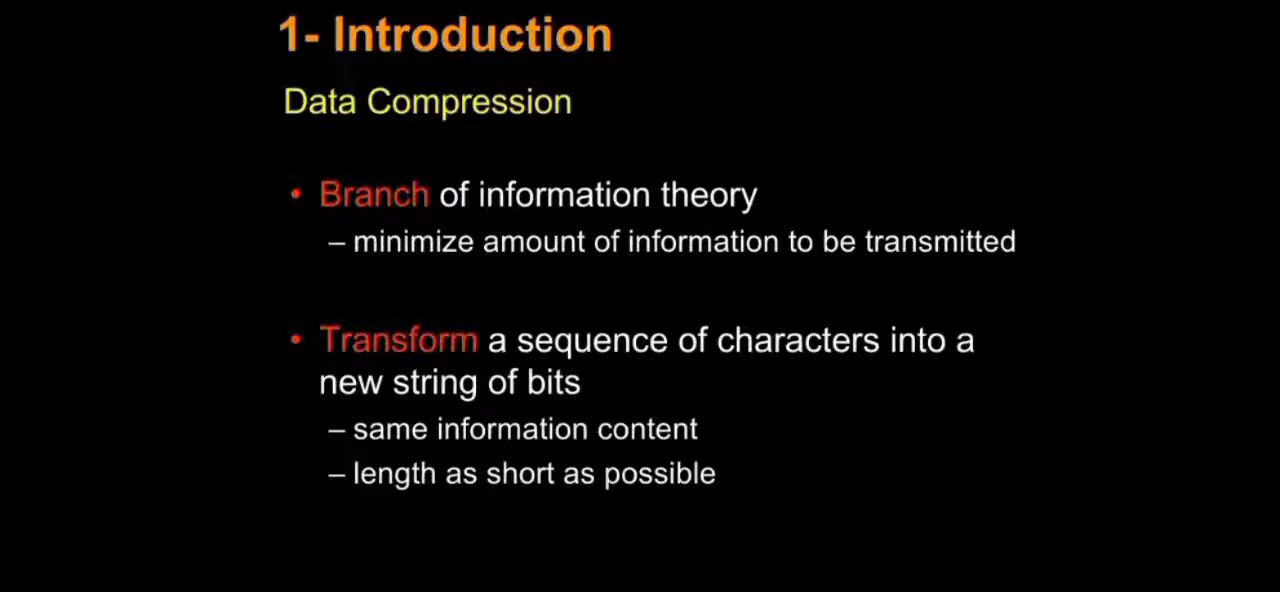 1- Introduction
Data Compression
• Branch of information theory
– minimize amount of information to be transmitted
• Transform a sequence of characters into a
new string of bits
– same information content
– length as short as possible